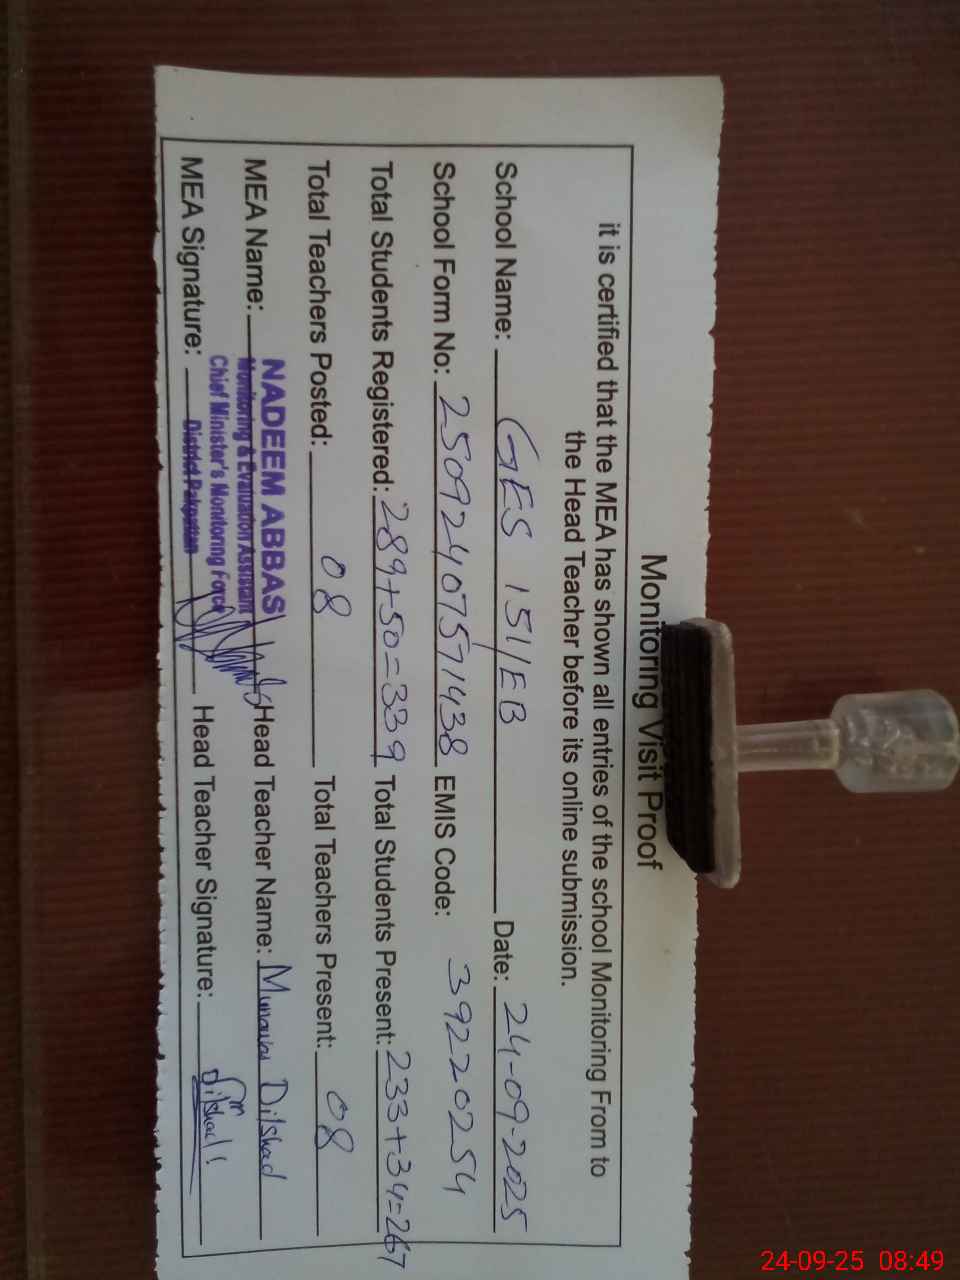 Monitoring Visit Proof
it is certified that the MEA has shown all entries of the school Monitoring From to
the Head Teacher before its online submission.
School Name: GES 151/EB Date: 24-09-2025
School Form No: 25092407571438 EMIS Code: 39220254
Total Students Registered: 289+50=339 Total Students Present: 233+34=267
Total Teachers Posted: 08 Total Teachers Present: 08
MEA Name: NADEEM ABBAS Head Teacher Name: Munawar Dilshad
Monitoring & Evaluation Assistant
Chief Minister's Monitoring Force
MEA Signature: District Pakpattan Head Teacher Signature: Dilshad
24-09-25 08:49